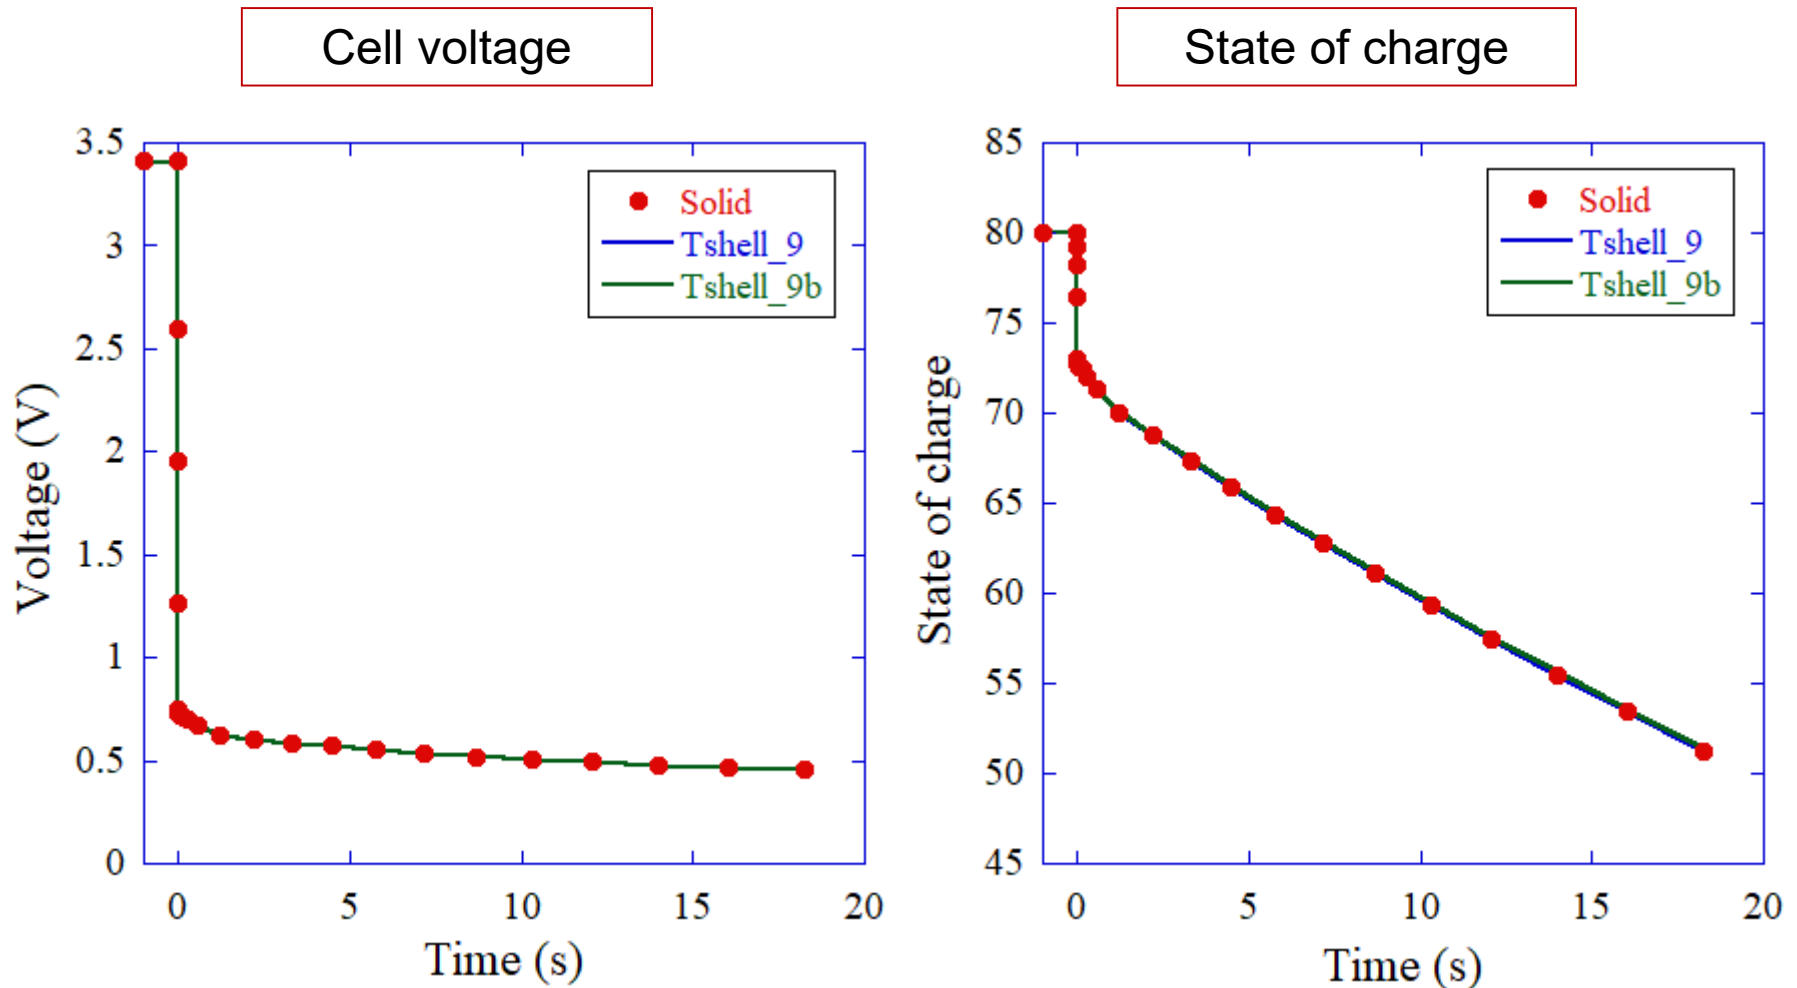 Cell voltage
State of charge
3.5
3
2.5
2
1.5
1
0.5
0
Voltage (V)
Solid
Tshell_9
Tshell_9b
0
5
10
15
20
Time (s)
85
80
75
70
65
60
55
50
45
State of charge
Solid
Tshell_9
Tshell_9b
0
5
10
15
20
Time (s)